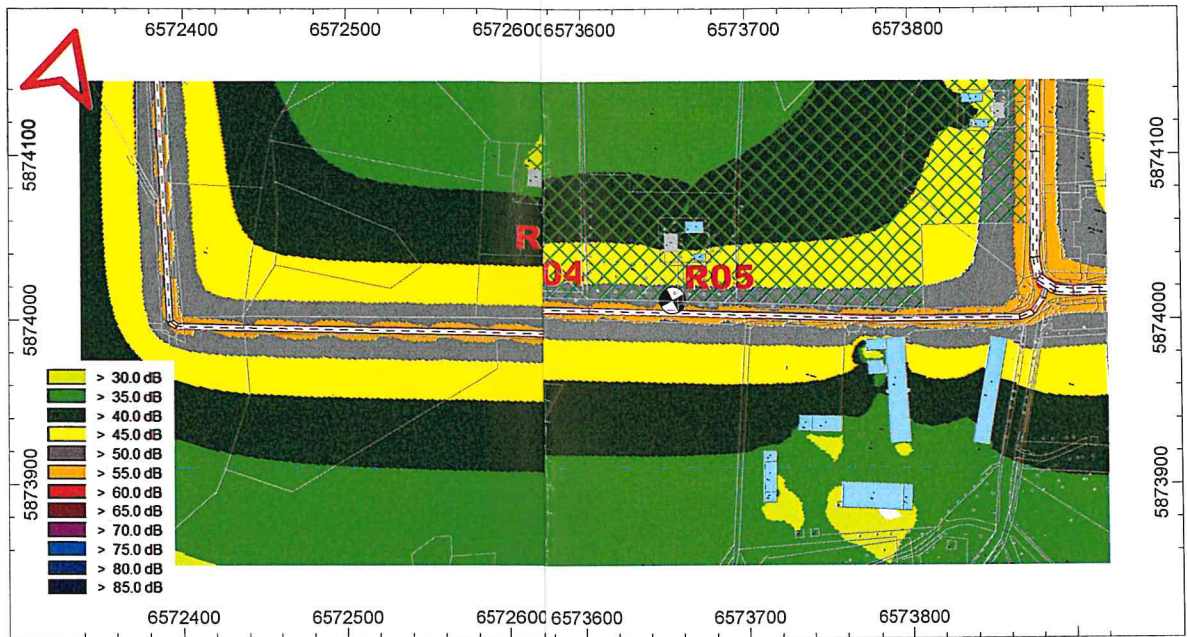 6572400 6572500 6572600 6573600 6573700 6573800
5874100 5874100
R
04 R05
5874000 5874000
> 30.0 dB
> 35.0 dB
> 40.0 dB
> 45.0 dB
> 50.0 dB
> 55.0 dB
> 60.0 dB
> 65.0 dB
> 70.0 dB
> 75.0 dB
> 80.0 dB
> 85.0 dB
5873900 5873900
6572400 6572500 6572600 6573600 6573700 6573800